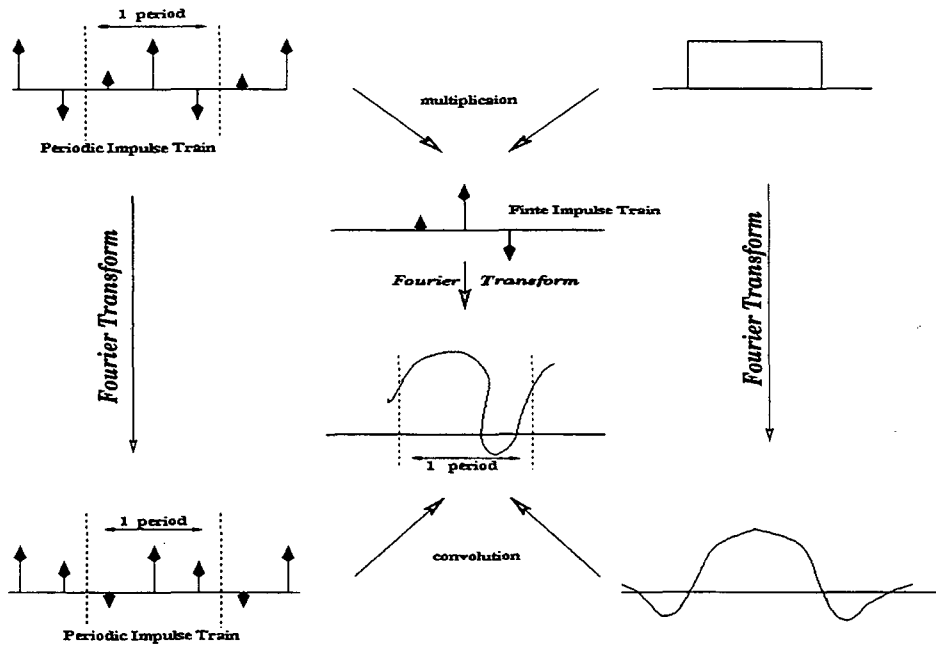 1 period
multiplicaion
Periodic Impulse Train
Finte Impulse Train
Fourier Transform
Fourier Transform
Fourier Transform
1 period
1 period
convolution
Periodic Impulse Train